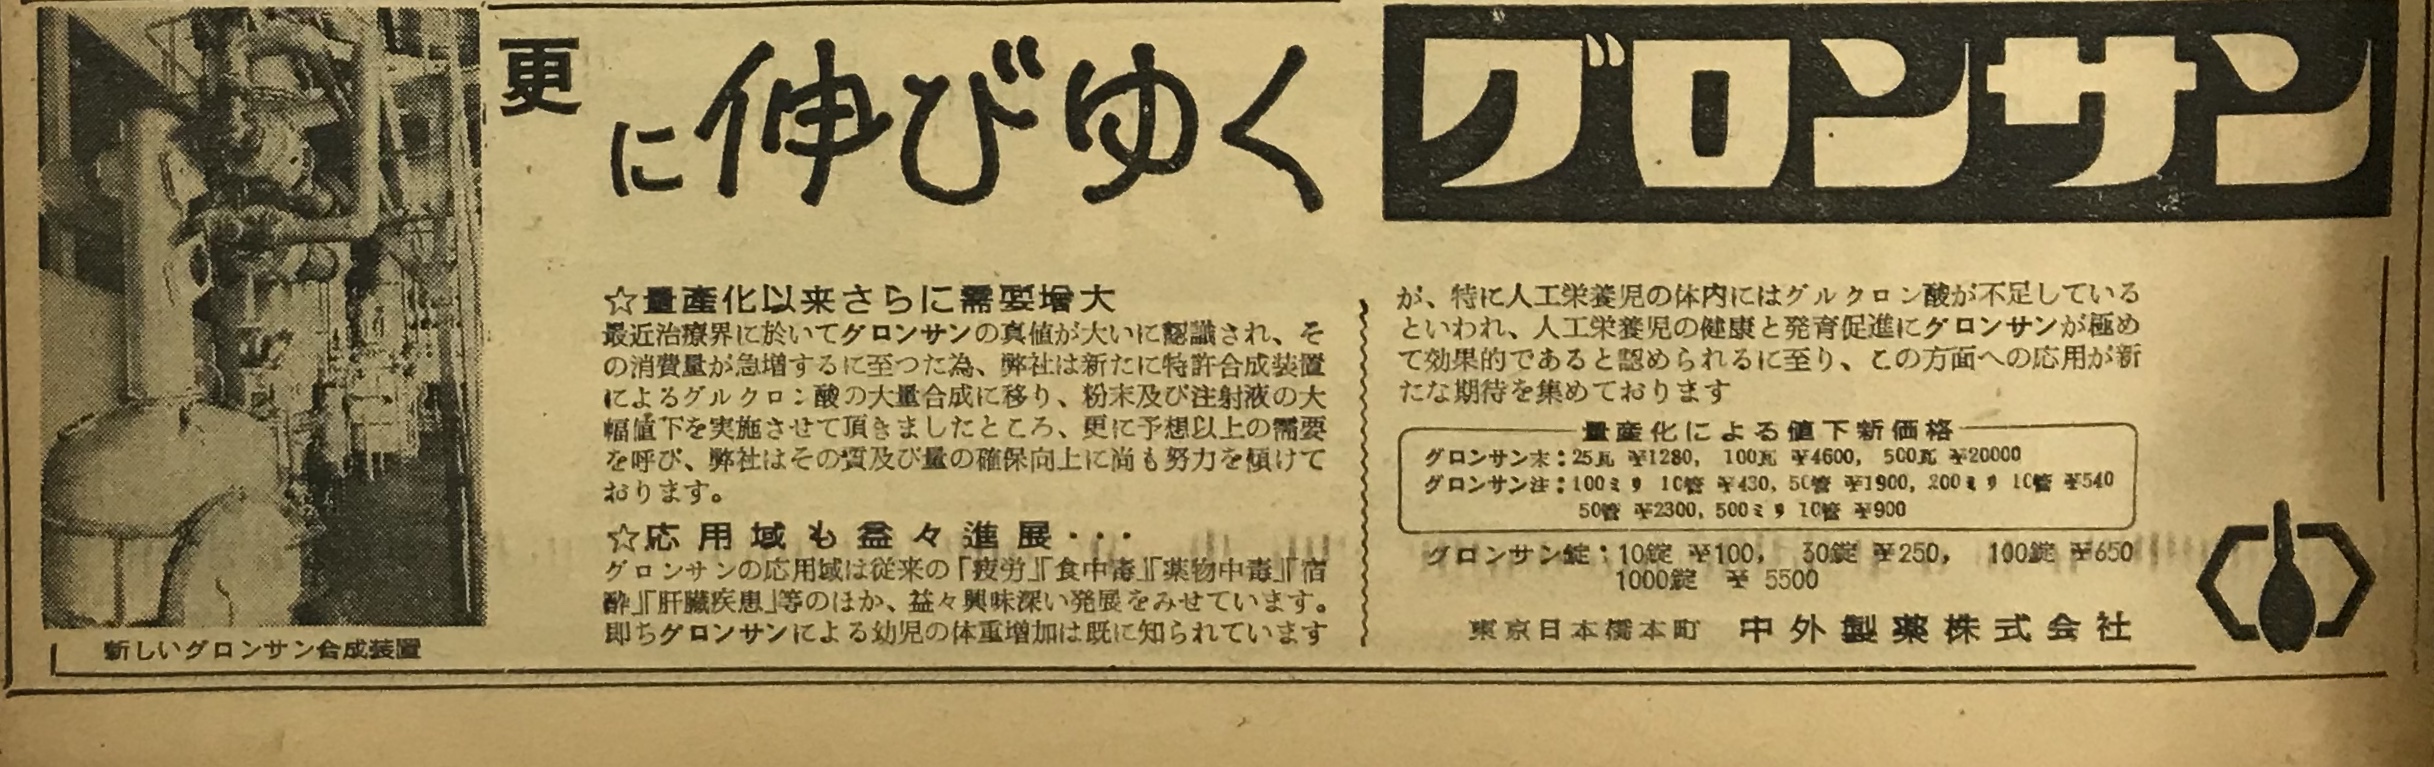 更に伸びゆく グロンサン
☆量産化以来さらに需要増大
最近治療界に於いてグロンサンの真値が大いに認識され、そ
の消費量が急増するに至つた為、弊社は新たに特許合成装置
によるグルクロン酸の大量合成に移り、粉末及び注射液の大
幅値下を実施させて頂きましたところ、更に予想以上の需要
を呼び、弊社はその質及び量の確保向上に尚も努力を傾けて
おります。
☆応用域も益々進展・・・
グロンサンの応用域は従来の「疲労」「食中毒」「薬物中毒」「宿
酔」「肝臓疾患」等のほか、益々興味深い発展をみせています。
即ちグロンサンによる幼児の体重増加は既に知られています
が、特に人工栄養児の体内にはグルクロン酸が不足している
といわれ、人工栄養児の健康と発育促進にグロンサンが極め
て効果的であると認められるに至り、この方面への応用が新
たな期待を集めております
量産化による値下新価格
グロンサン末：25瓦 ¥1280, 100瓦 ¥4600, 500瓦 ¥20000
グロンサン注：100ミリ 10管 ¥430, 50管 ¥1900, 200ミリ 10管 ¥540
50管 ¥2300, 500ミリ 10管 ¥900
グロンサン錠：10錠 ¥100, 30錠 ¥250, 100錠 ¥650
1000錠 ¥5500
東京日本橋本町 中外製薬株式会社
新しいグロンサン合成装置